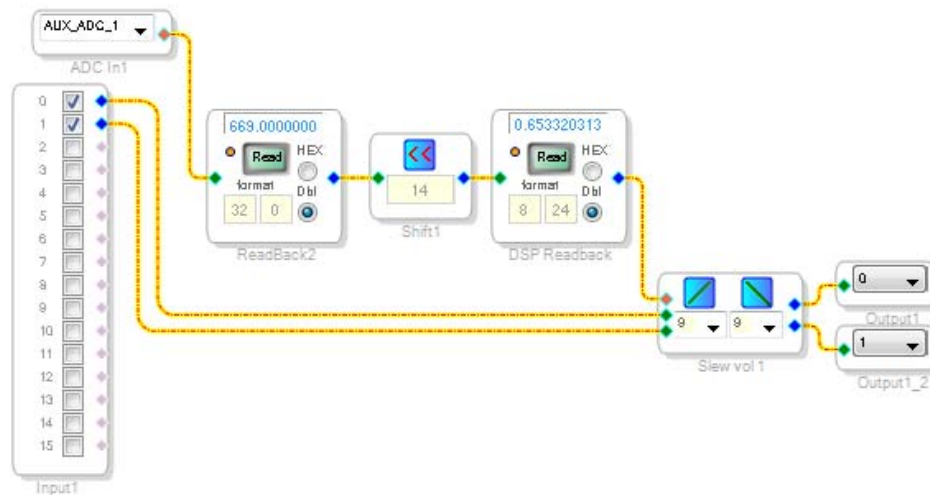 AUX_ADC_1
ADC In1
0
1
2
3
4
5
6
7
8
9
10
11
12
13
14
15
Input1
669.0000000
Read
HEX
format
Dbl
32 0
ReadBack2
<<
14
Shift1
0.653320313
Read
HEX
format
Dbl
8 24
DSP Readback
9 9
Slew vol 1
0
Output1
1
Output1_2